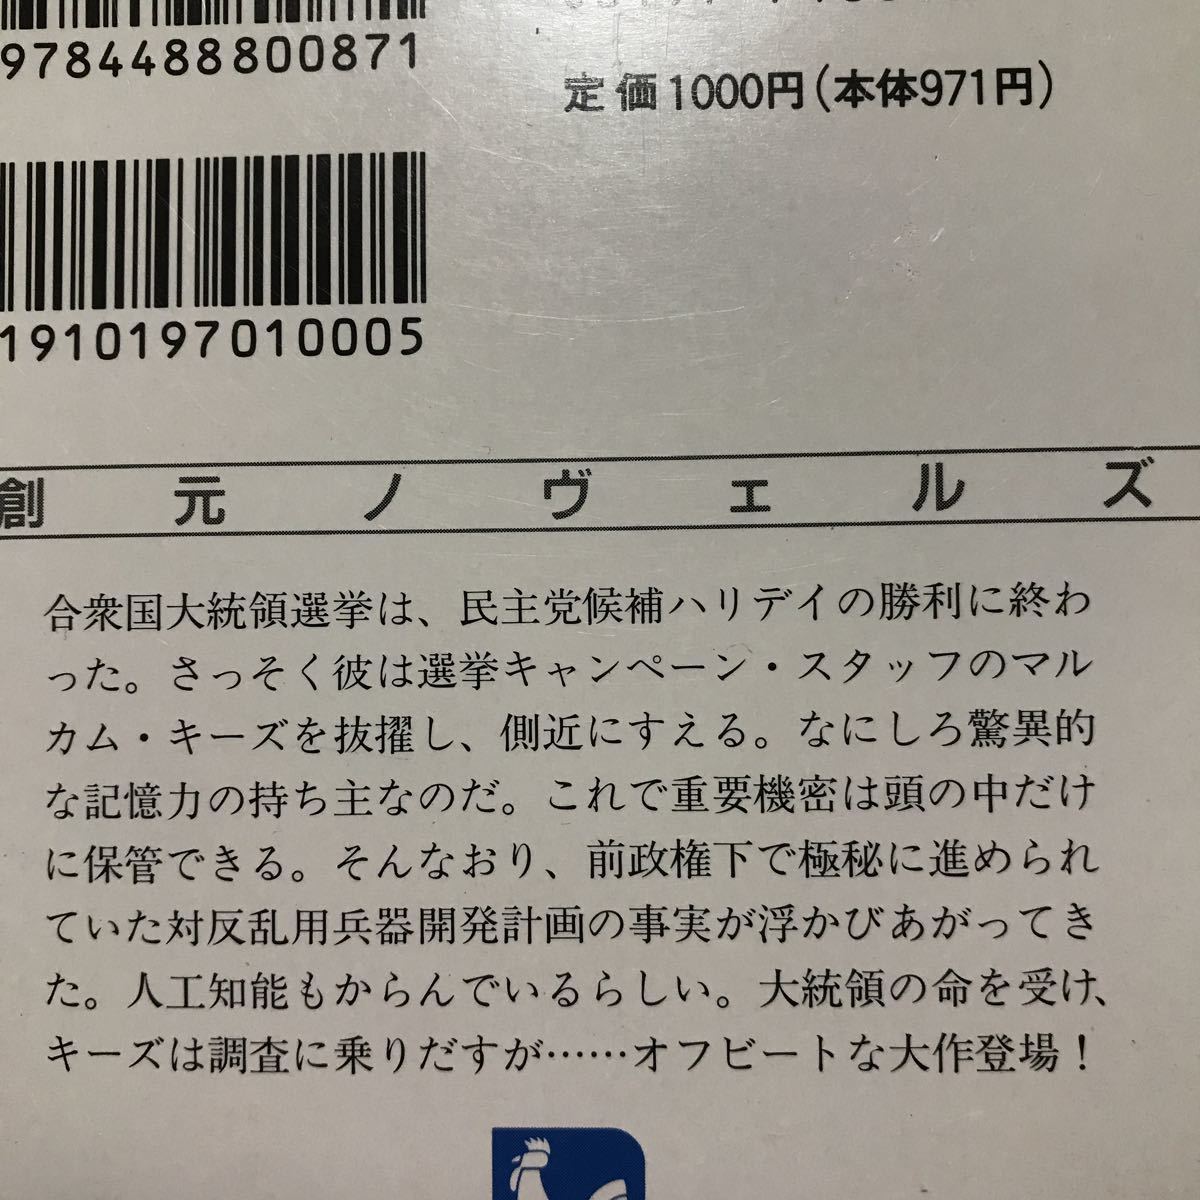 9784488800871
定価1000円(本体971円)
1910197010005
創元ノヴェルズ
合衆国大統領選挙は、民主党候補ハリデイの勝利に終わ
った。さっそく彼は選挙キャンペーン・スタッフのマル
カム・キーズを抜擢し、側近にすえる。なにしろ驚異的
な記憶力の持ち主なのだ。これで重要機密は頭の中だけ
に保管できる。そんなおり、前政権下で極秘に進められ
ていた対反乱用兵器開発計画の事実が浮かびあがってき
た。人工知能もからんでいるらしい。大統領の命を受け、
キーズは調査に乗りだすが……オフビートな大作登場！